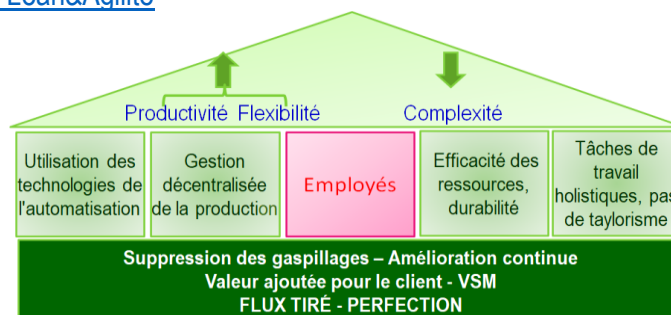 Lean&Agilité
Productivité Flexibilité Complexité
Utilisation des
technologies de
l'automatisation
Gestion
décentralisée
de la production
Employés
Efficacité des
ressources,
durabilité
Tâches de
travail
holistiques, pas
de taylorisme
Suppression des gaspillages – Amélioration continue
Valeur ajoutée pour le client - VSM
FLUX TIRÉ - PERFECTION